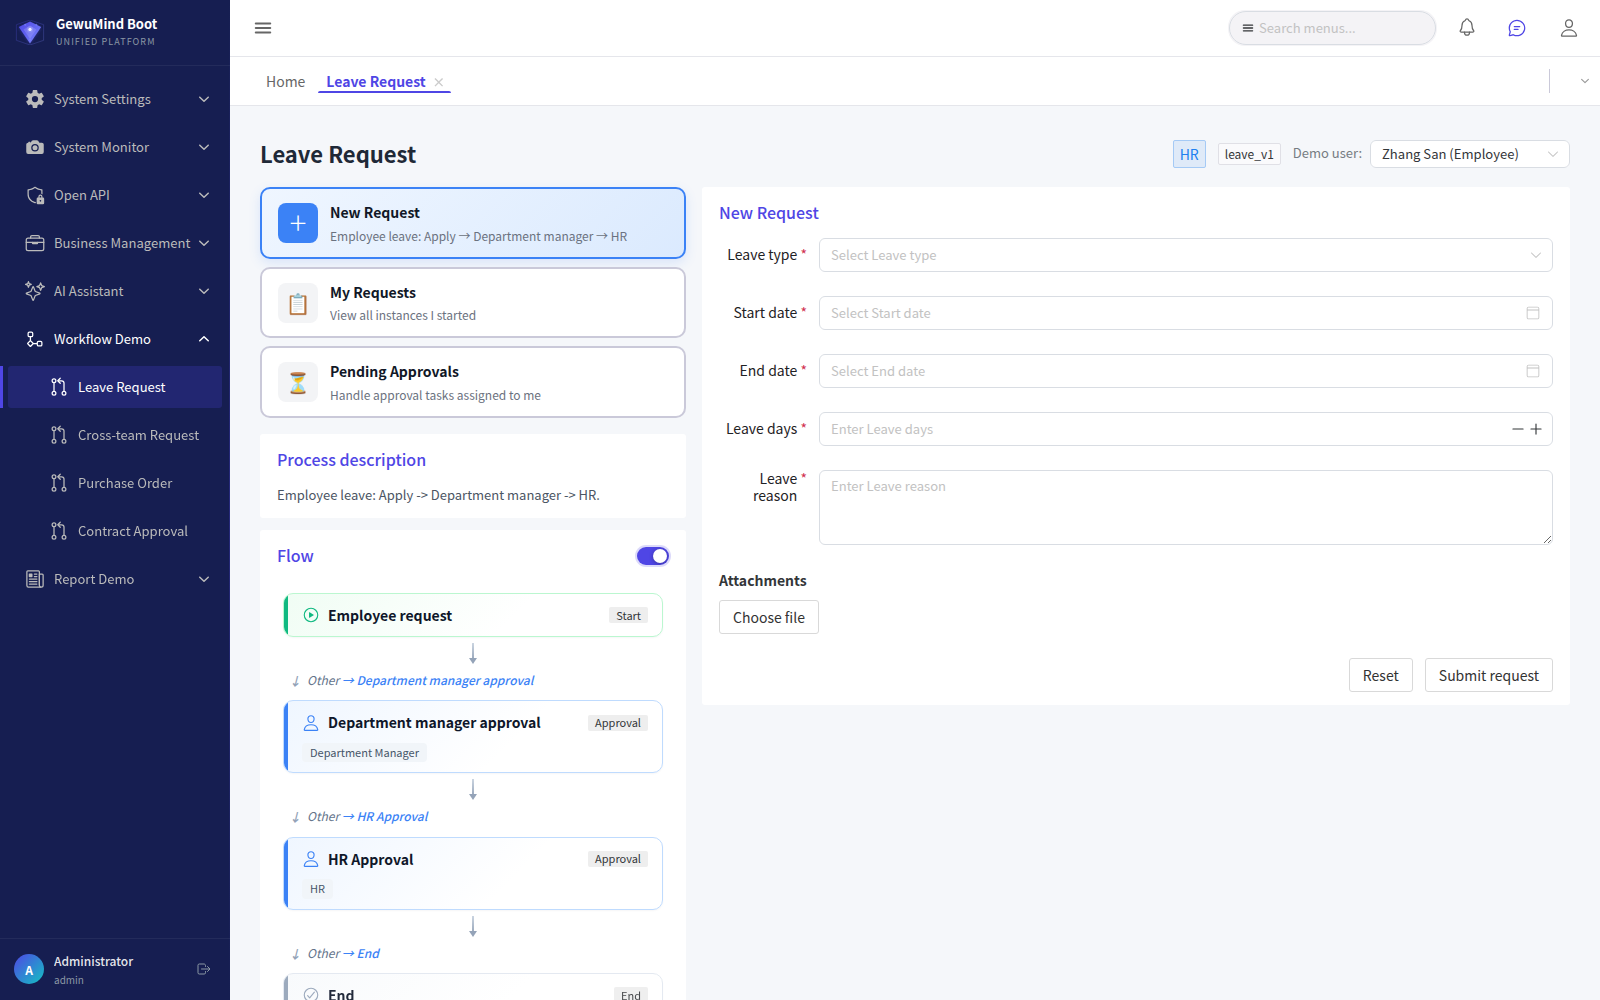 GewuMind Boot
UNIFIED PLATFORM
System Settings
System Monitor
Open API
Business Management
AI Assistant
Workflow Demo
Leave Request
Cross-team Request
Purchase Order
Contract Approval
Report Demo
A
Administrator
admin
Search menus...
Home
Leave Request
Leave Request
HR
leave_v1
Demo user:
Zhang San (Employee)
New Request
Employee leave: Apply → Department manager → HR
My Requests
View all instances I started
Pending Approvals
Handle approval tasks assigned to me
Process description
Employee leave: Apply -> Department manager -> HR.
Flow
Employee request
Start
↓ Other → Department manager approval
Department manager approval
Approval
Department Manager
↓ Other → HR Approval
HR Approval
Approval
HR
↓ Other → End
End
End
New Request
Leave type *
Select Leave type
Start date *
Select Start date
End date *
Select End date
Leave days *
Enter Leave days
Leave *
reason
Enter Leave reason
Attachments
Choose file
Reset
Submit request